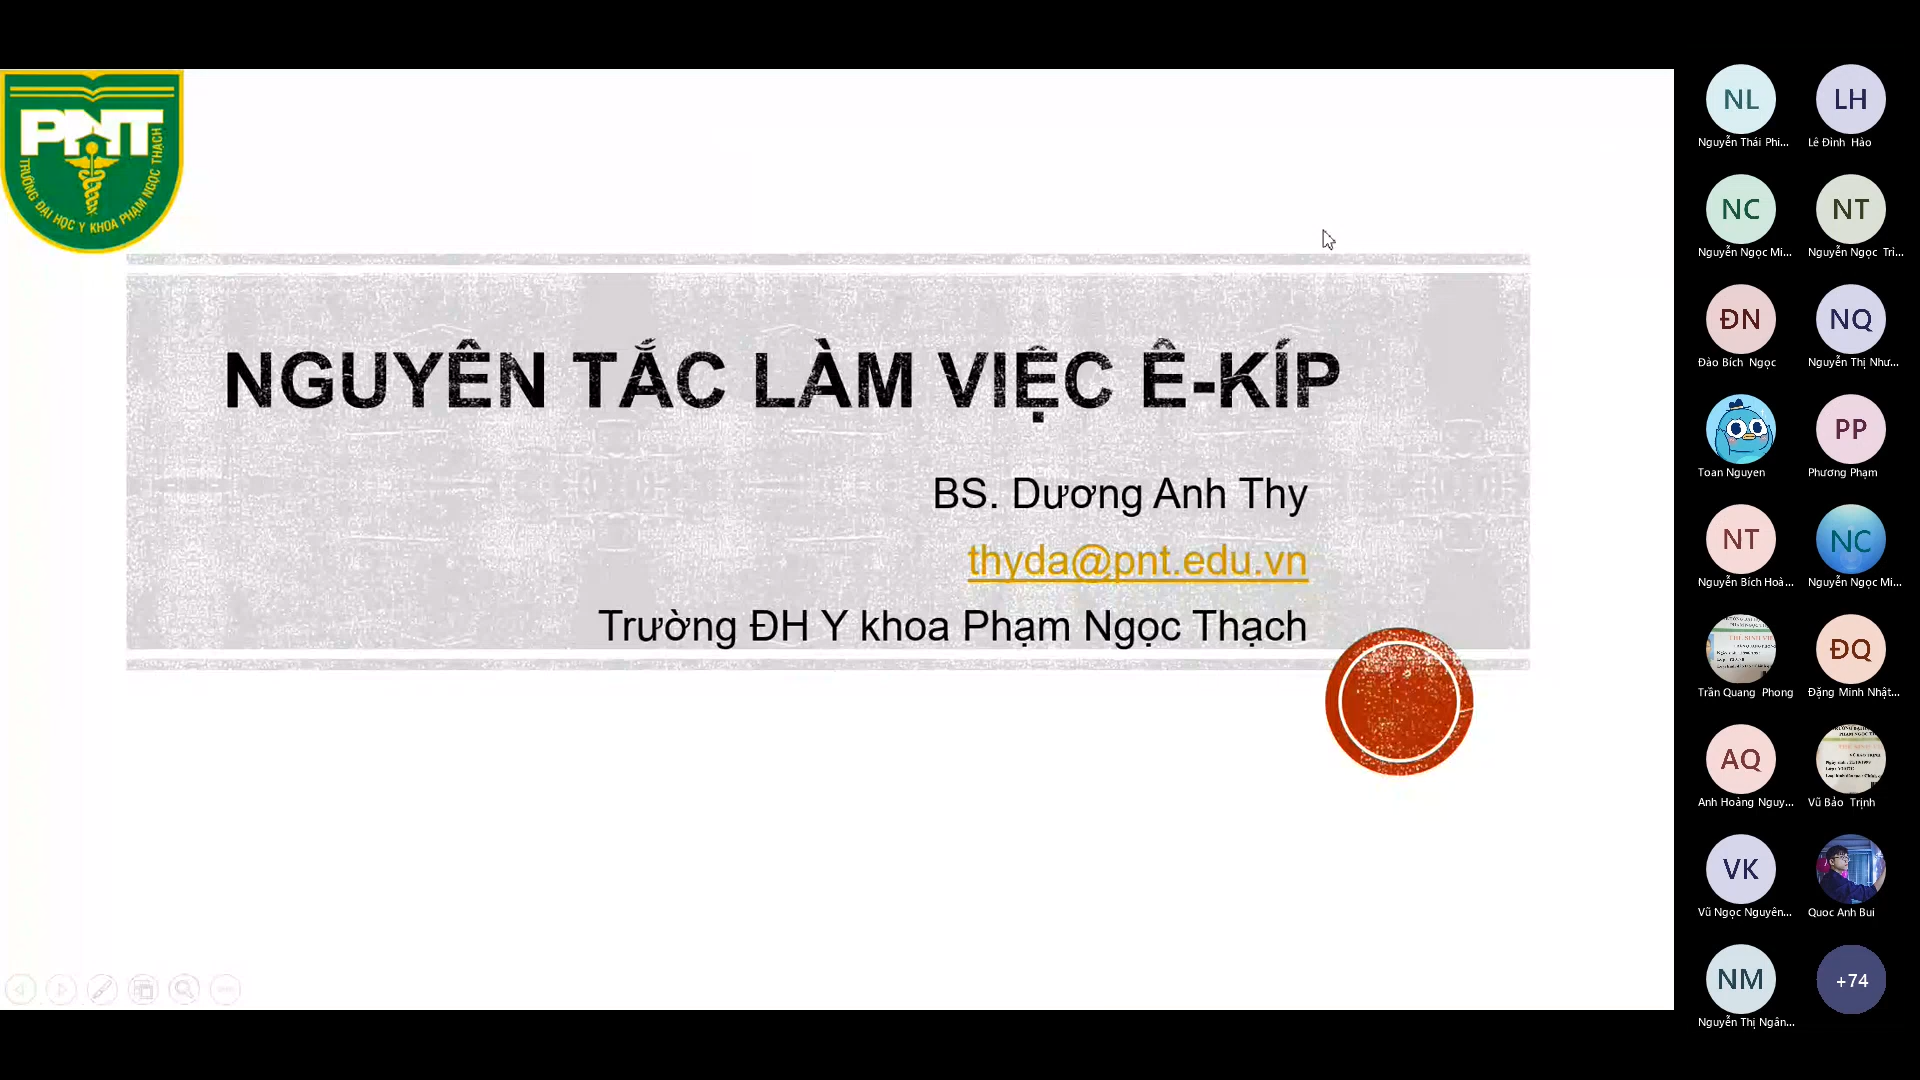 PNT
TRƯỜNG ĐẠI HỌC Y KHOA PHẠM NGỌC THẠCH
NGUYÊN TẮC LÀM VIỆC Ê-KÍP
BS. Dương Anh Thy
thyda@pnt.edu.vn
Trường ĐH Y khoa Phạm Ngọc Thạch
NL LH
Nguyễn Thái Phi... Lê Đình Hào
NC NT
Nguyễn Ngọc Mi... Nguyễn Ngọc Tri...
ĐN NQ
Đào Bích Ngọc Nguyễn Thị Như...
PP
Toan Nguyen Phương Phạm
NT NC
Nguyễn Bích Hoà... Nguyễn Ngọc Mi...
ĐQ
Trần Quang Phong Đặng Minh Nhật...
AQ
Anh Hoàng Nguy... Vũ Bảo Trịnh
VK
Vũ Ngọc Nguyên... Quoc Anh Bui
NM +74
Nguyễn Thị Ngân...